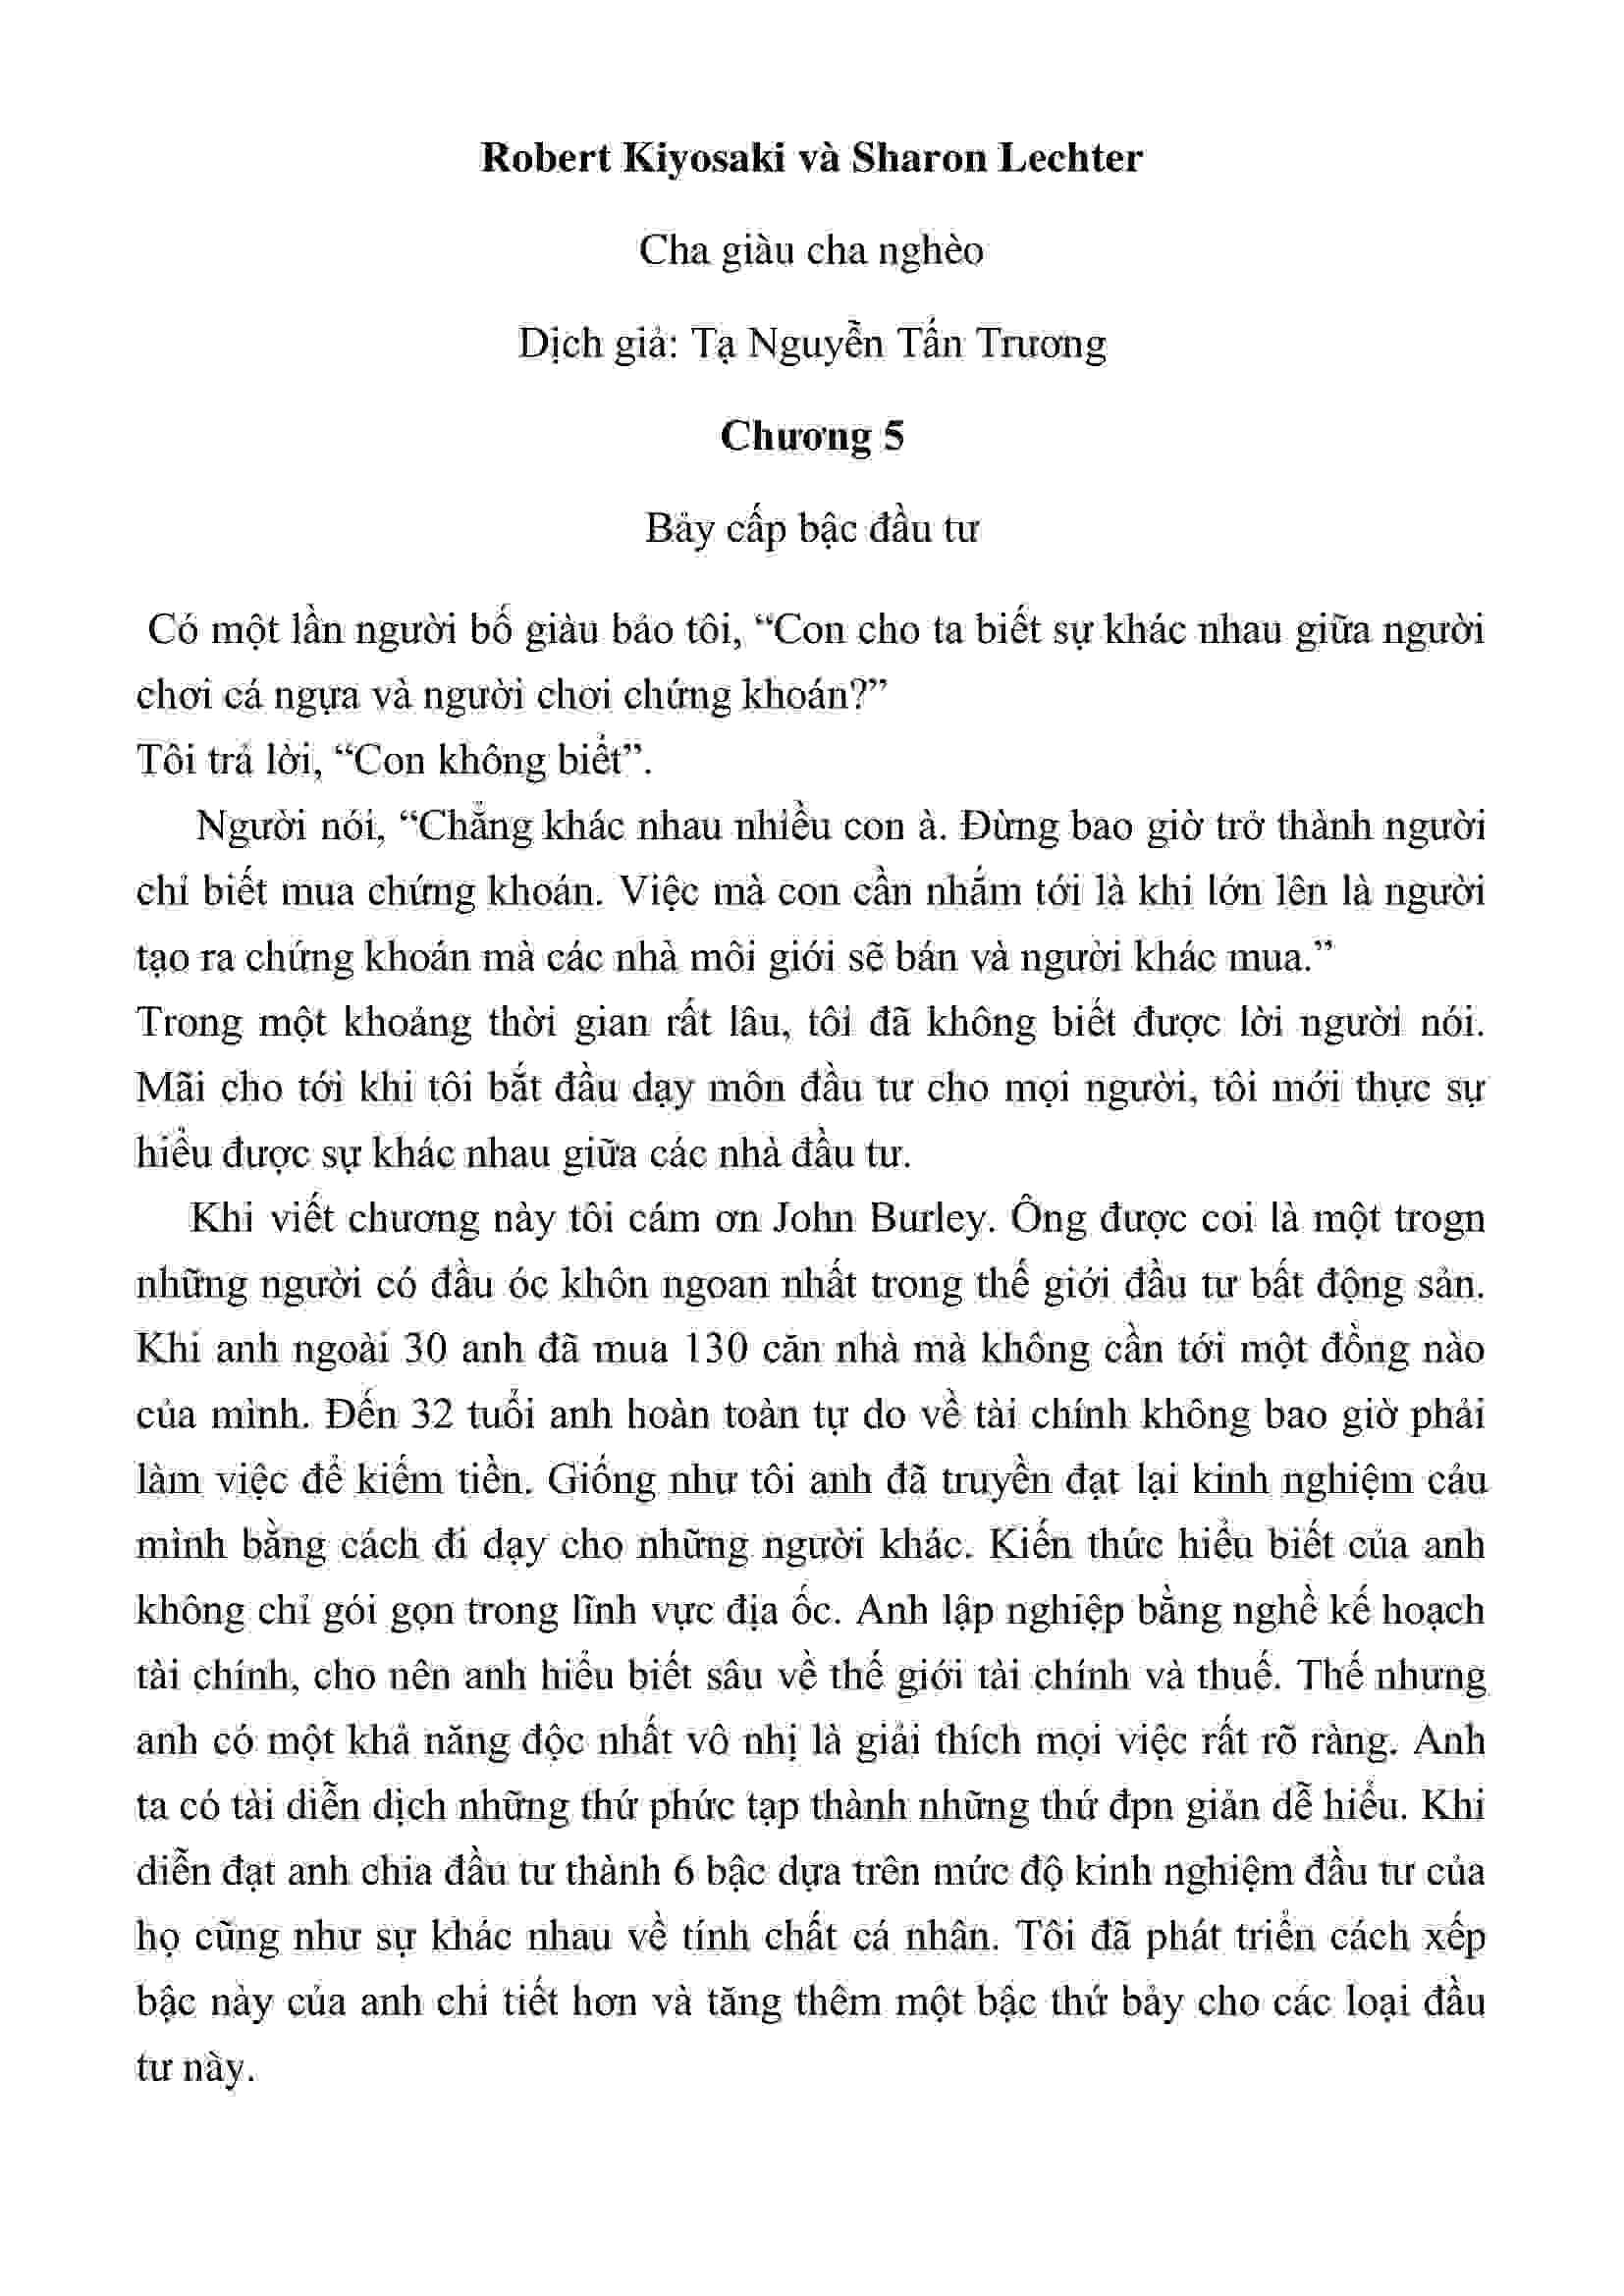 Robert Kiyosaki và Sharon Lechter
Cha giàu cha nghèo
Dịch giả: Tạ Nguyễn Tấn Trương
Chương 5
Bảy cấp bậc đầu tư
Có một lần người bố giàu bảo tôi, “Con cho ta biết sự khác nhau giữa người
chơi cá ngựa và người chơi chứng khoán?”
Tôi trả lời, “Con không biết”.
Người nói, “Chẳng khác nhau nhiều con à. Đừng bao giờ trở thành người
chỉ biết mua chứng khoán. Việc mà con cần nhắm tới là khi lớn lên là người
tạo ra chứng khoán mà các nhà môi giới sẽ bán và người khác mua.”
Trong một khoảng thời gian rất lâu, tôi đã không biết được lời người nói.
Mãi cho tới khi tôi bắt đầu dạy môn đầu tư cho mọi người, tôi mới thực sự
hiểu được sự khác nhau giữa các nhà đầu tư.
Khi viết chương này tôi cám ơn John Burley. Ông được coi là một trogn
những người có đầu óc khôn ngoan nhất trong thế giới đầu tư bất động sản.
Khi anh ngoài 30 anh đã mua 130 căn nhà mà không cần tới một đồng nào
của mình. Đến 32 tuổi anh hoàn toàn tự do về tài chính không bao giờ phải
làm việc để kiếm tiền. Giống như tôi anh đã truyền đạt lại kinh nghiệm cảu
mình bằng cách đi dạy cho những người khác. Kiến thức hiểu biết của anh
không chỉ gói gọn trong lĩnh vực địa ốc. Anh lập nghiệp bằng nghề kế hoạch
tài chính, cho nên anh hiểu biết sâu về thế giới tài chính và thuế. Thế nhưng
anh có một khả năng độc nhất vô nhị là giải thích mọi việc rất rõ ràng. Anh
ta có tài diễn dịch những thứ phức tạp thành những thứ đpn giản dễ hiểu. Khi
diễn đạt anh chia đầu tư thành 6 bậc dựa trên mức độ kinh nghiệm đầu tư của
họ cũng như sự khác nhau về tính chất cá nhân. Tôi đã phát triển cách xếp
bậc này của anh chi tiết hơn và tăng thêm một bậc thứ bảy cho các loại đầu
tư này.